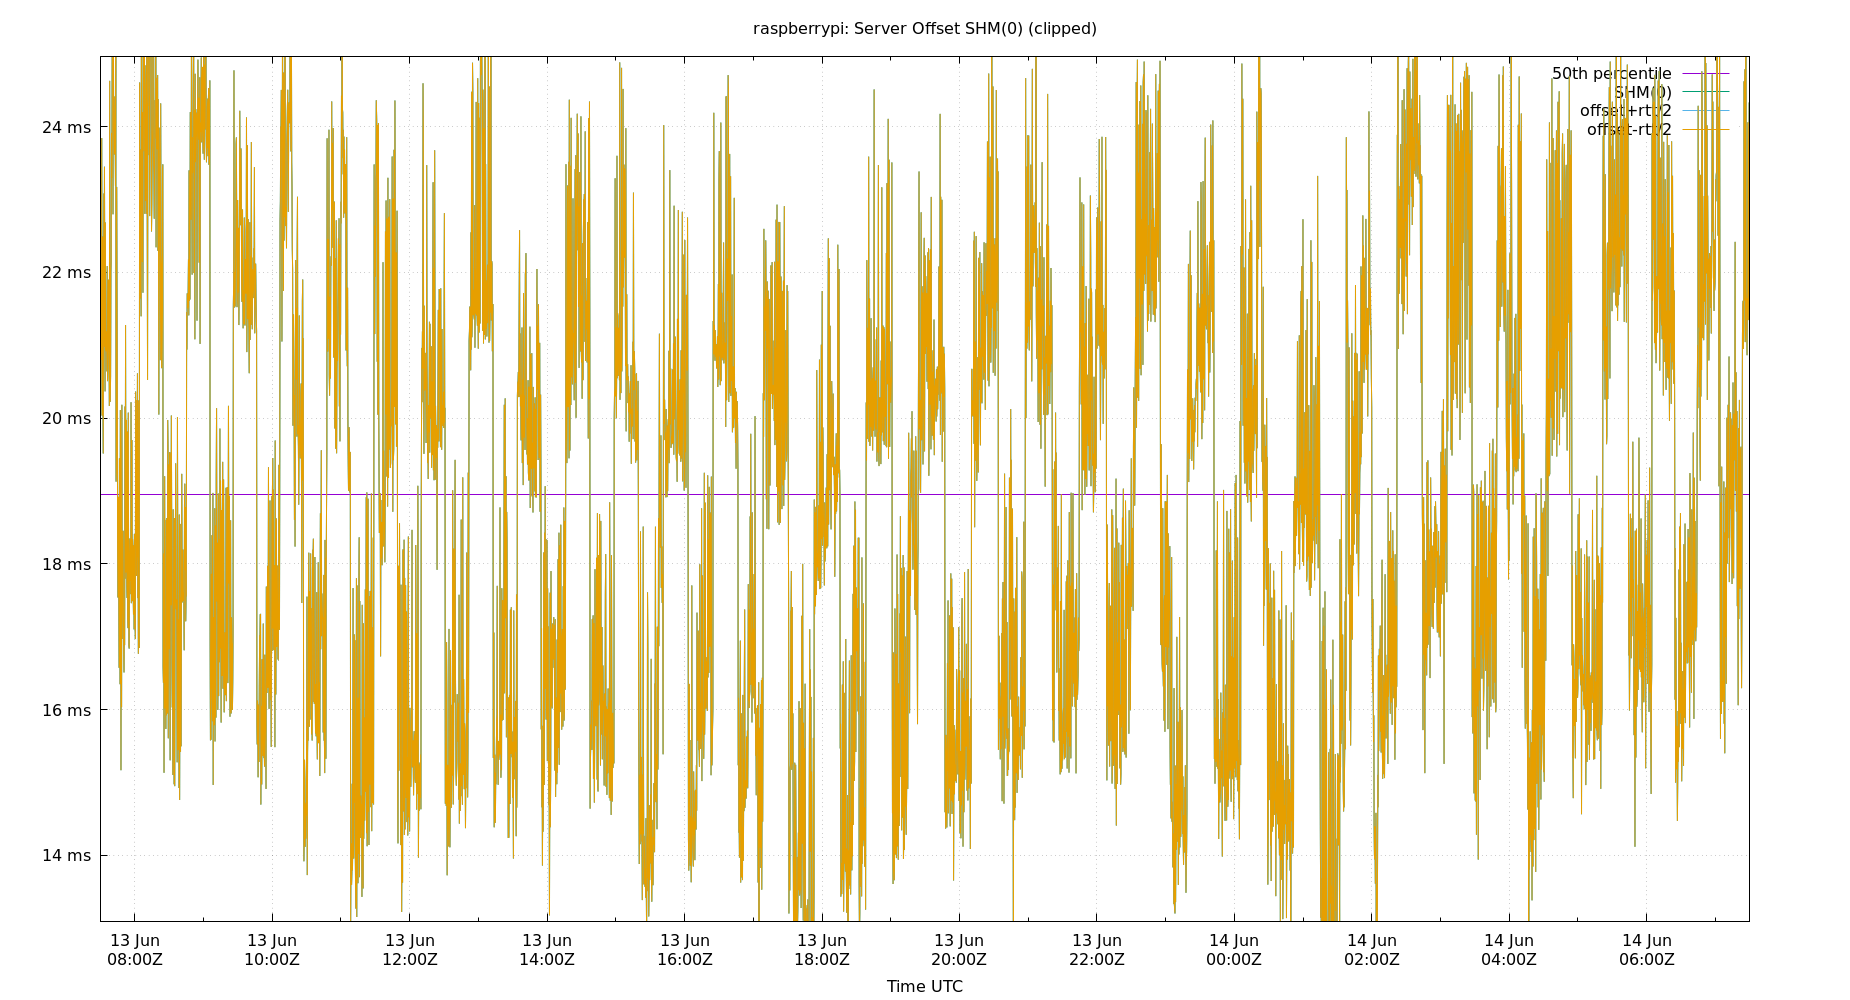 raspberrypi: Server Offset SHM(0) (clipped)
50th percentile
SHM(0)
offset+rtt/2
offset-rtt/2
24 ms
22 ms
20 ms
18 ms
16 ms
14 ms
13 Jun 13 Jun 13 Jun 13 Jun 13 Jun 13 Jun 13 Jun 13 Jun 14 Jun 14 Jun 14 Jun 14 Jun
08:00Z 10:00Z 12:00Z 14:00Z 16:00Z 18:00Z 20:00Z 22:00Z 00:00Z 02:00Z 04:00Z 06:00Z
Time UTC